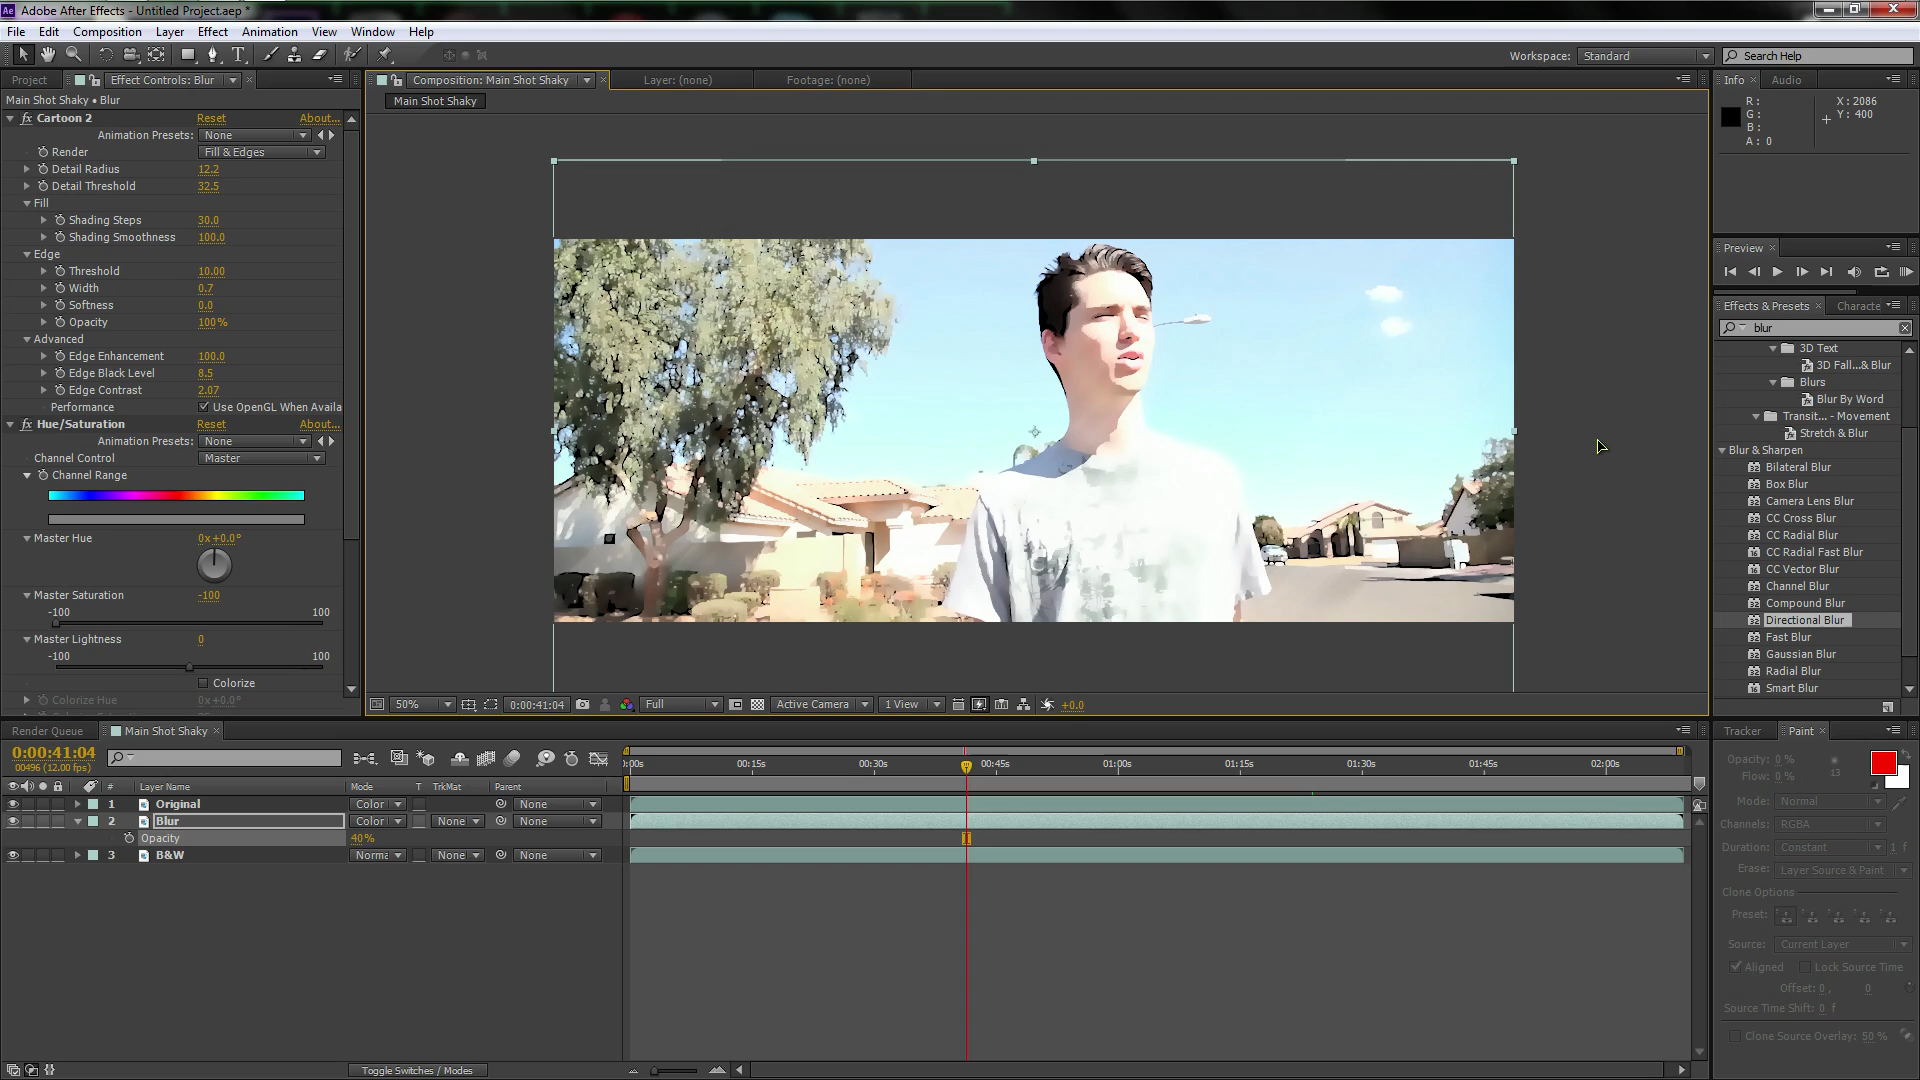 Adobe After Effects - Untitled Project.aep *
File Edit Composition Layer Effect Animation View Window Help
Workspace: Standard Search Help
Project Effect Controls: Blur
Main Shot Shaky • Blur
fx Cartoon 2 Reset About...
Animation Presets: None
Render Fill & Edges
Detail Radius 12.2
Detail Threshold 32.5
Fill
Shading Steps 30.0
Shading Smoothness 100.0
Edge
Threshold 10.00
Width 0.7
Softness 0.0
Opacity 100%
Advanced
Edge Enhancement 100.0
Edge Black Level 8.5
Edge Contrast 2.07
Performance Use OpenGL When Availa
fx Hue/Saturation Reset About...
Animation Presets: None
Channel Control Master
Channel Range
Master Hue 0x+0.0°
Master Saturation -100
-100 100
Master Lightness 0
-100 100
Colorize
Colorize Hue 0x+0.0°
Composition: Main Shot Shaky Layer: (none) Footage: (none)
Main Shot Shaky
50% 0:00:41:04 Full Active Camera 1 View +0.0
Info Audio
R: X: 2086
G: Y: 400
B:
A: 0
Preview
Effects & Presets Characte
blur
3D Text
3D Fall...& Blur
Blurs
Blur By Word
Transit... - Movement
Stretch & Blur
Blur & Sharpen
Bilateral Blur
Box Blur
Camera Lens Blur
CC Cross Blur
CC Radial Blur
CC Radial Fast Blur
CC Vector Blur
Channel Blur
Compound Blur
Directional Blur
Fast Blur
Gaussian Blur
Radial Blur
Smart Blur
Render Queue Main Shot Shaky
0:00:41:04
00496 (12.00 fps)
0:00s 00:15s 00:30s 00:45s 01:00s 01:15s 01:30s 01:45s 02:00s
# Layer Name Mode T TrkMat Parent
1 Original Color None
2 Blur Color None None
Opacity 40%
3 B&W Norma None None
Toggle Switches / Modes
Tracker Paint
Opacity: 0 %
Flow: 0 % 13
Mode: Normal
Channels: RGBA
Duration: Constant 1 f
Erase: Layer Source & Paint
Clone Options
Preset:
Source: Current Layer
Aligned Lock Source Time
Offset: 0 , 0
Source Time Shift: 0 f
Clone Source Overlay: 50 %